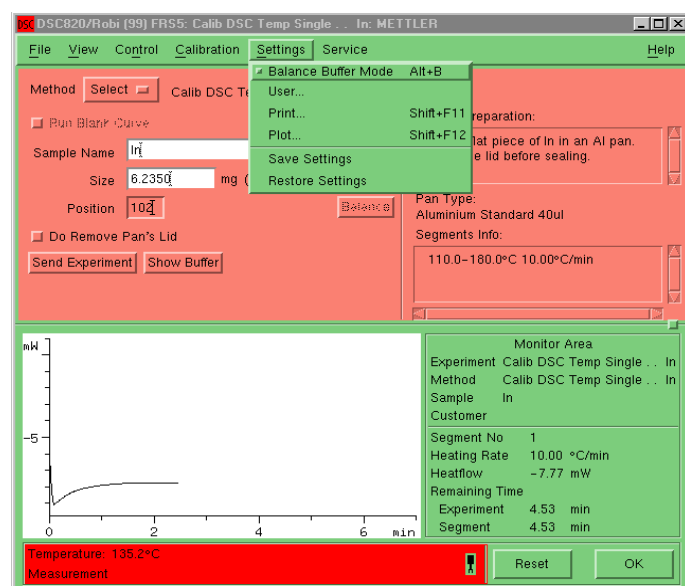 DSC DSC820/Robi (99) FRS5: Calib DSC Temp Single . . In: METTLER
File View Control Calibration Settings Service Help
Balance Buffer Mode Alt+B
User...
Print... Shift+F11
Plot... Shift+F12
Save Settings
Restore Settings
Method Select Calib DSC Te
Run Blank Curve
Sample Name In
Size 6.2350 mg (
Position 102 Balance
Do Remove Pan's Lid
Send Experiment Show Buffer
reparation:
lat piece of In in an Al pan.
e lid before sealing.
Pan Type:
Aluminium Standard 40ul
Segments Info:
110.0-180.0°C 10.00°C/min
mW
-5
0 2 4 6 min
Monitor Area
Experiment Calib DSC Temp Single . . In
Method Calib DSC Temp Single . . In
Sample In
Customer
Segment No 1
Heating Rate 10.00 °C/min
Heatflow -7.77 mW
Remaining Time
Experiment 4.53 min
Segment 4.53 min
Temperature: 135.2°C
Measurement
Reset OK